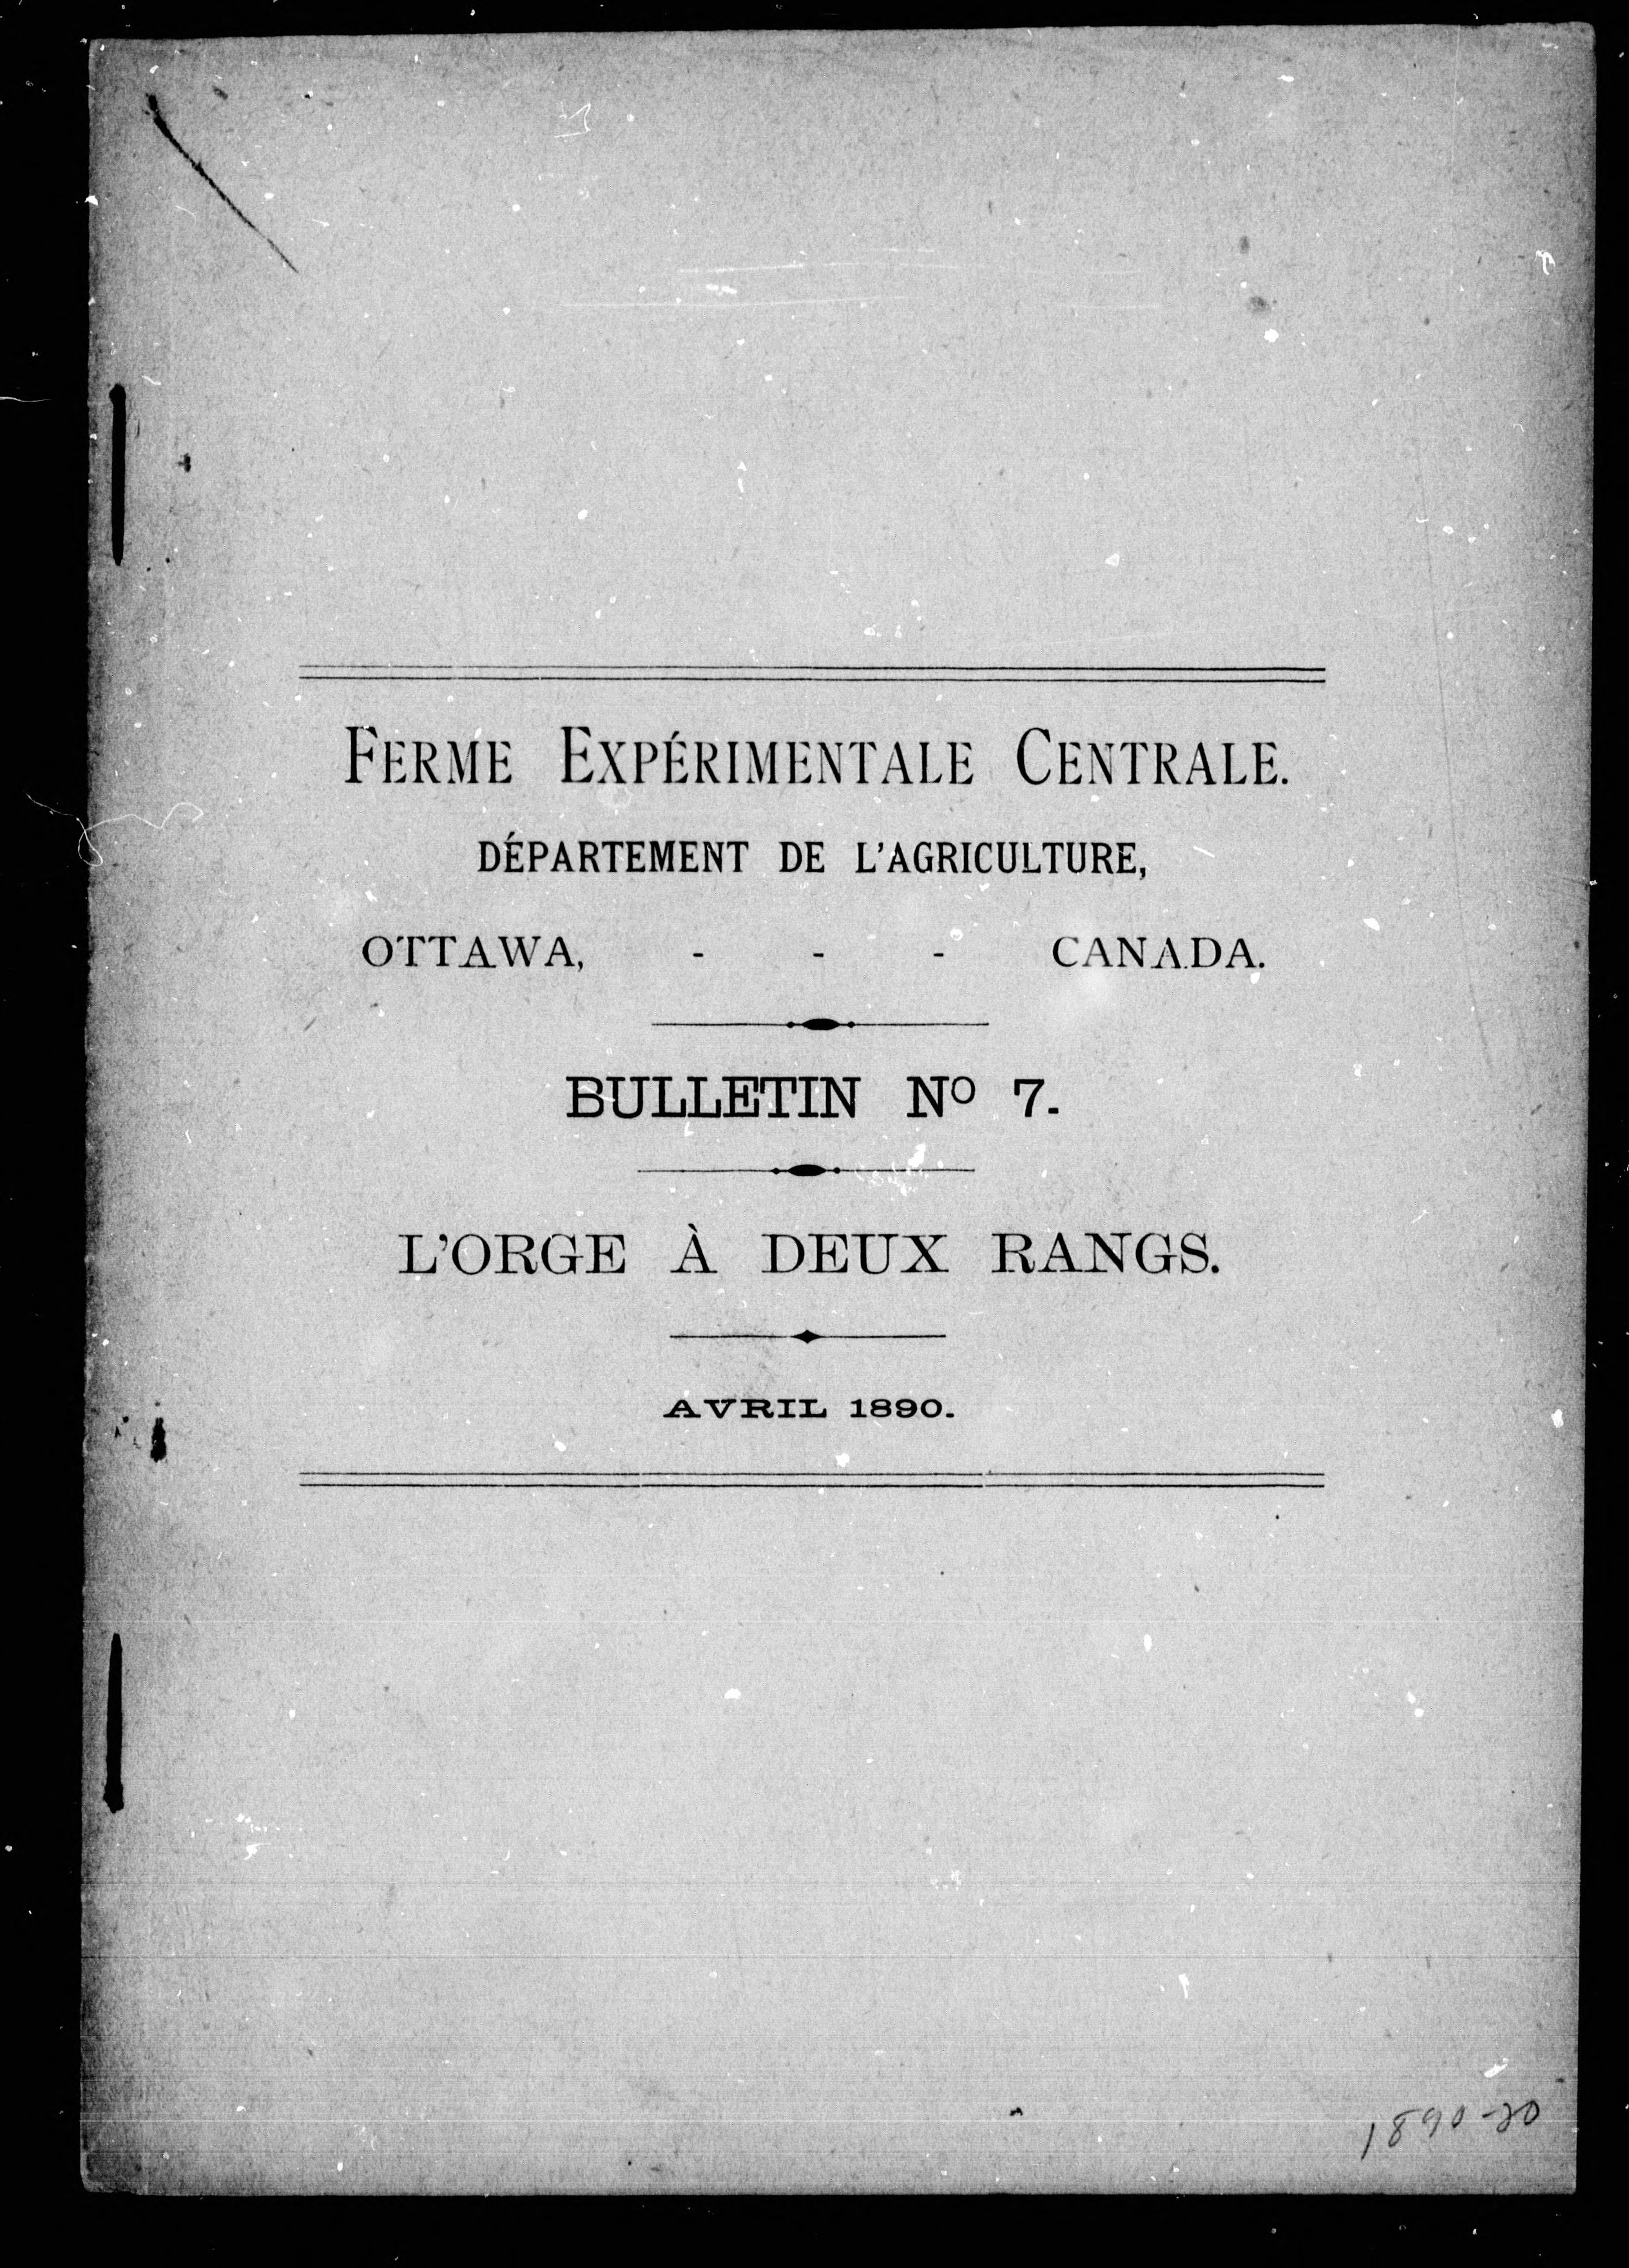 FERME EXPÉRIMENTALE CENTRALE.
DÉPARTEMENT DE L'AGRICULTURE,
OTTAWA, - - - CANADA.
BULLETIN Nº 7.
L'ORGE À DEUX RANGS.
AVRIL 1890.
1890-20